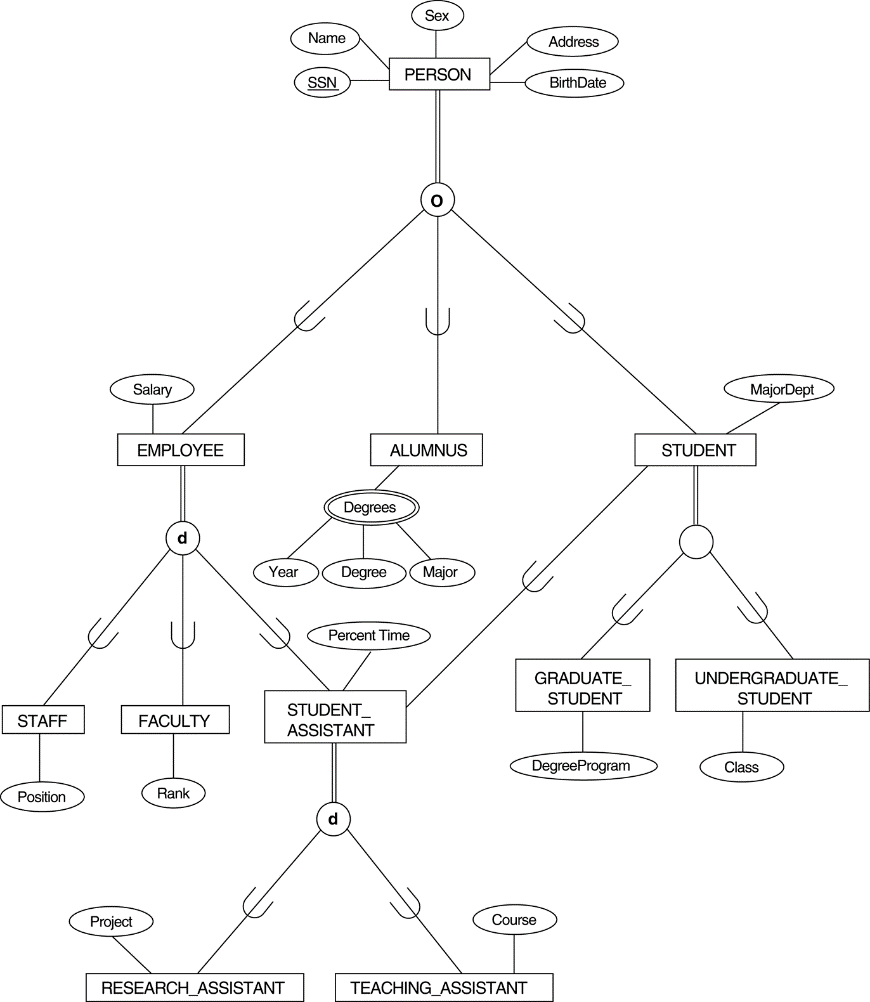 Sex
Name
Address
SSN
PERSON
BirthDate
O
Salary
MajorDept
EMPLOYEE
ALUMNUS
STUDENT
Degrees
d
Year
Degree
Major
Percent Time
GRADUATE_
STUDENT
UNDERGRADUATE_
STUDENT
STAFF
FACULTY
STUDENT_
ASSISTANT
DegreeProgram
Class
Position
Rank
d
Project
Course
RESEARCH_ASSISTANT
TEACHING_ASSISTANT